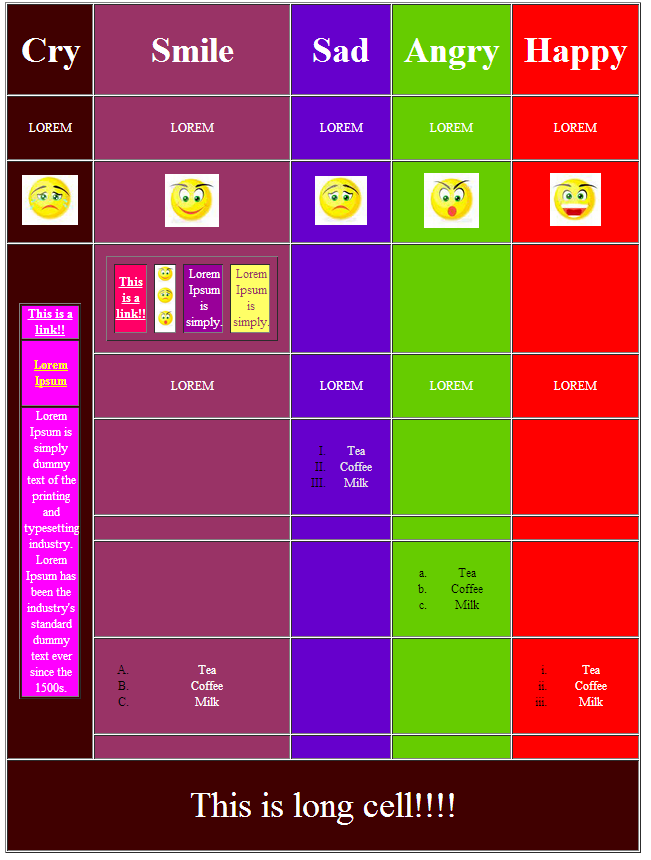 Cry Smile Sad Angry Happy
LOREM LOREM LOREM LOREM LOREM
This is a
link!!
Lorem
Ipsum
Lorem
Ipsum is
simply
dummy
text of the
printing
and
typesetting
industry.
Lorem
Ipsum has
been the
industry's
standard
dummy
text ever
since the
1500s.
This
is a
link!!
Lorem
Ipsum
is
simply.
Lorem
Ipsum
is
simply.
LOREM LOREM LOREM LOREM
I. Tea
II. Coffee
III. Milk
a. Tea
b. Coffee
c. Milk
A. Tea
B. Coffee
C. Milk
i. Tea
ii. Coffee
iii. Milk
This is long cell!!!!